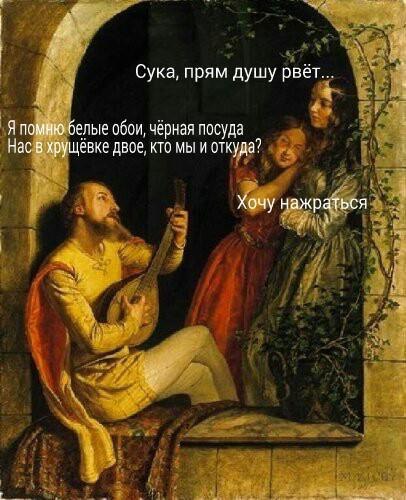 Сука, прям душу рвёт...
Я помню белые обои, чёрная посуда
Нас в хрущёвке двое, кто мы и откуда?
Хочу нажраться